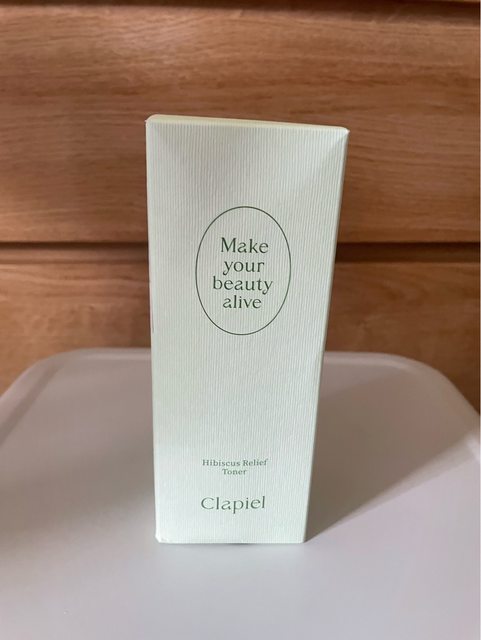 Make
your
beauty
alive
Hibiscus Relief
Toner
Clapiel